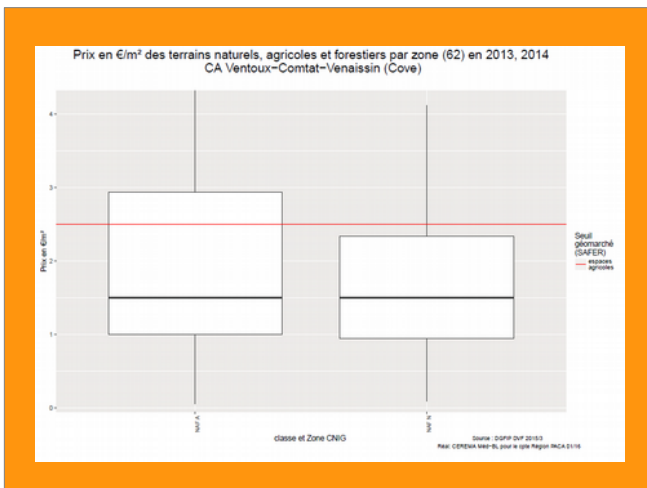 Prix en €/m² des terrains naturels, agricoles et forestiers par zone (62) en 2013, 2014
CA Ventoux-Comtat-Venaissin (Cove)
Prix en €/m²
4
3
2
1
0
NAF A
NAF N
classe et Zone CNIG
Seuil
géomarché
(SAFER)
espaces
agricoles
Source : DGFIP DVF 2015/3
Réal: CEREMA Méd-BL pour le cpte Région PACA 01/16